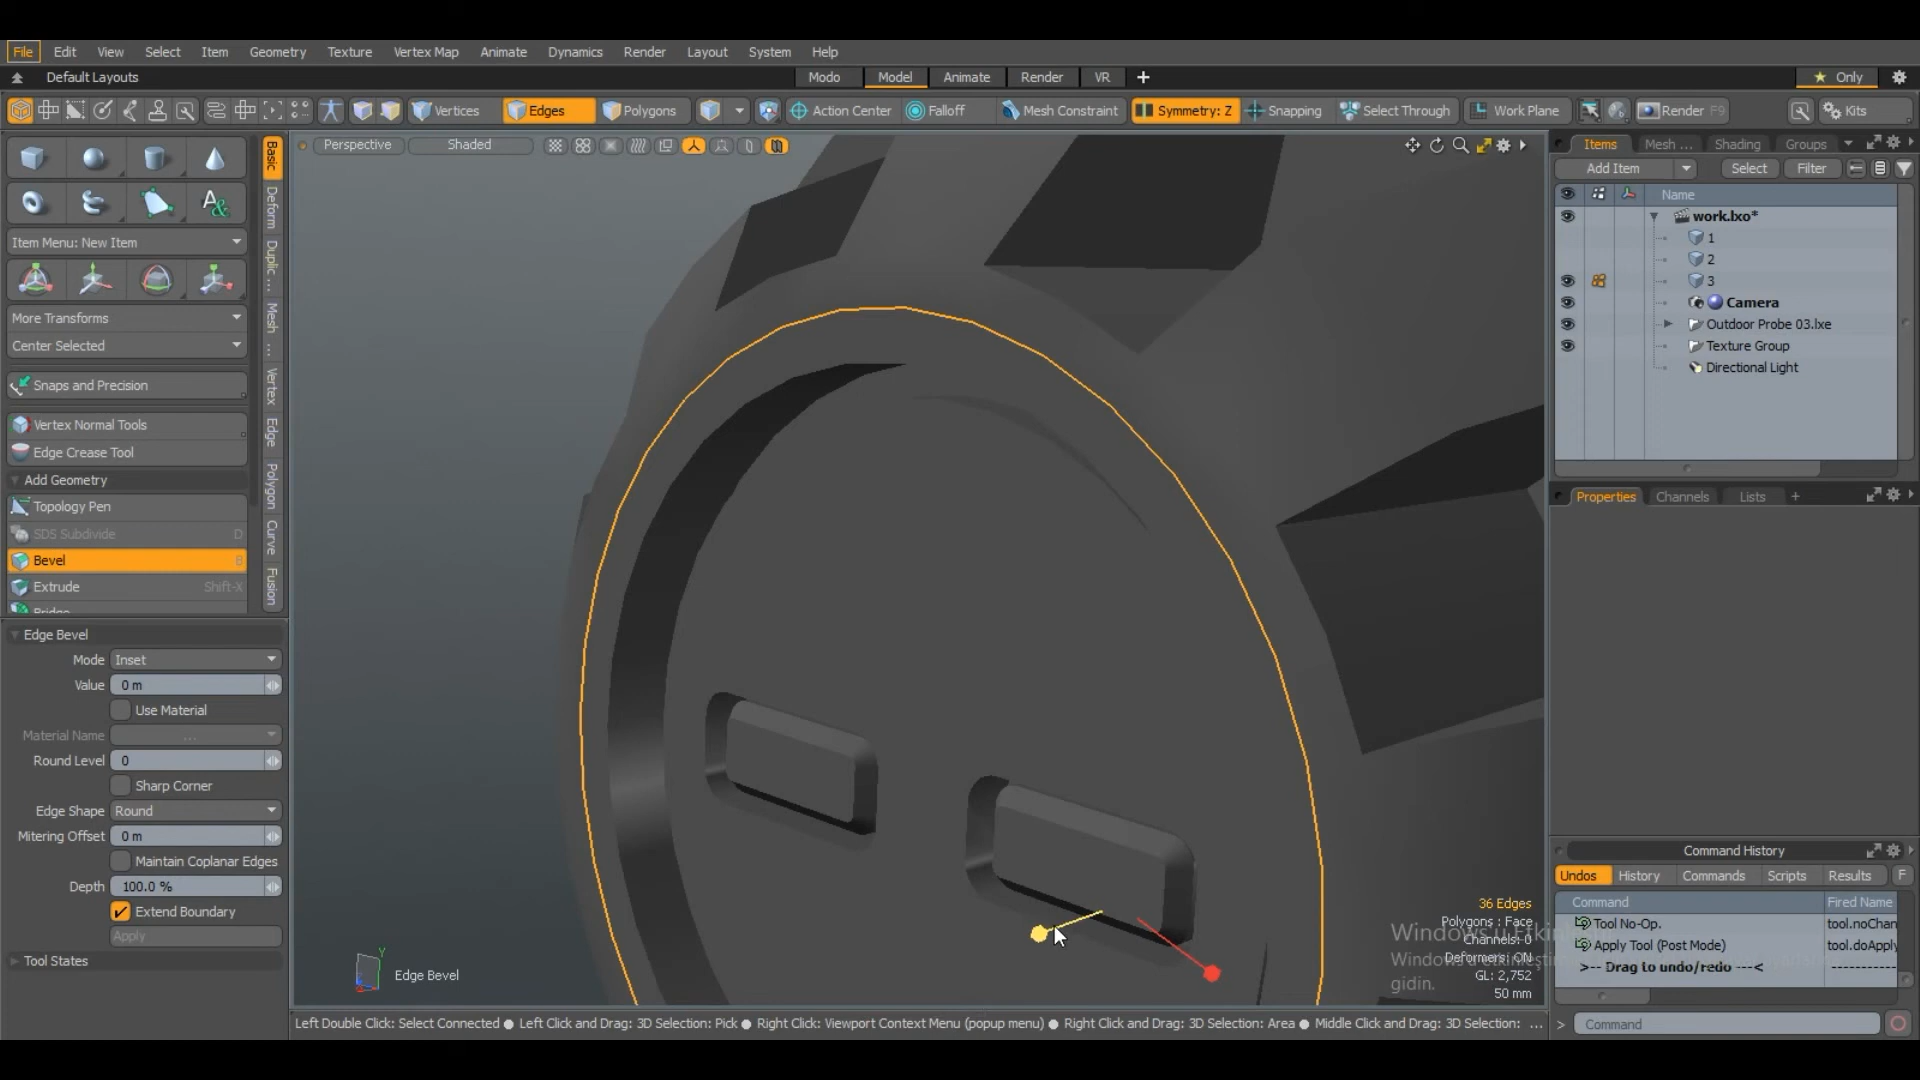 File Edit View Select Item Geometry Texture Vertex Map Animate Dynamics Render Layout System Help
Default Layouts
Modo Model Animate Render VR
Only
Vertices Edges Polygons Action Center Falloff Mesh Constraint Symmetry: Z Snapping Select Through Work Plane Render F9 Kits
Basic
Deform
Duplic ...
Mesh ...
Vertex
Edge
Polygon
Curve
Fusion
Item Menu: New Item
More Transforms
Center Selected
Snaps and Precision
Vertex Normal Tools
Edge Crease Tool
Add Geometry
Topology Pen
SDS Subdivide D
Bevel B
Extrude Shift-X
Bridge
Edge Bevel
Mode Inset
Value 0 m
Use Material
Material Name ...
Round Level 0
Sharp Corner
Edge Shape Round
Mitering Offset 0 m
Maintain Coplanar Edges
Depth 100.0 %
Extend Boundary
Apply
Tool States
Perspective Shaded
Y
Edge Bevel
36 Edges
Polygons : Face
Channels: 0
Deformers: ON
GL: 2,752
50 mm
Left Double Click: Select Connected ● Left Click and Drag: 3D Selection: Pick ● Right Click: Viewport Context Menu (popup menu) ● Right Click and Drag: 3D Selection: Area ● Middle Click and Drag: 3D Selection: ...
Items Mesh ... Shading Groups
Add Item Select Filter
Name
work.lxo*
1
2
3
Camera
Outdoor Probe 03.lxe
Texture Group
Directional Light
Properties Channels Lists +
Command History
Undos History Commands Scripts Results F
Command Fired Name
Tool No-Op. tool.noChan
Apply Tool (Post Mode) tool.doApply
>-- Drag to undo/redo ---< 
Windows'u Etkin
gidin.
> Command